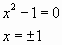 x² − 1 = 0
x = ±1